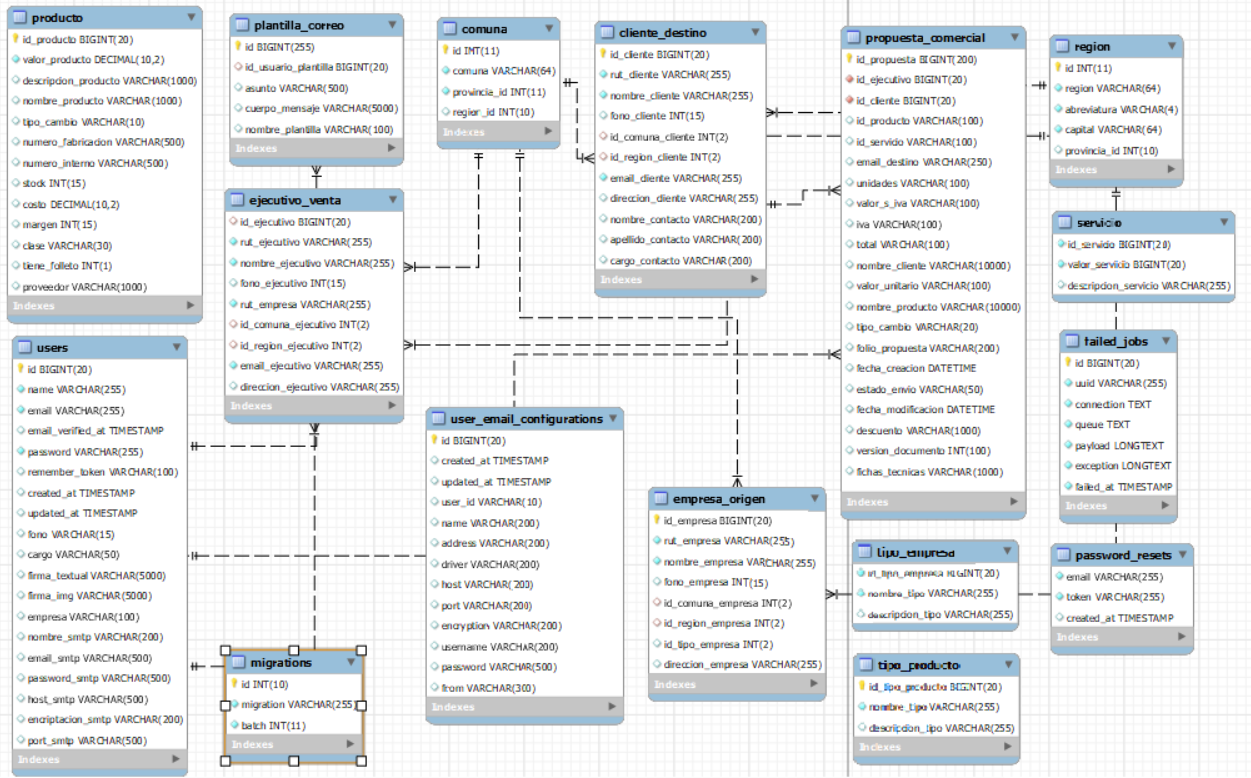 producto
id_producto BIGINT(20)
valor_producto DECIMAL(10,2)
descripcion_producto VARCHAR(1000)
nombre_producto VARCHAR(1000)
tipo_cambio VARCHAR(10)
numero_fabricacion VARCHAR(500)
numero_interno VARCHAR(500)
stock INT(15)
costo DECIMAL(10,2)
margen INT(15)
clase VARCHAR(30)
tiene_folleto INT(1)
proveedor VARCHAR(1000)
Indexes
plantilla_correo
id BIGINT(255)
id_usuario_plantilla BIGINT(20)
asunto VARCHAR(500)
cuerpo_mensaje VARCHAR(5000)
nombre_plantilla VARCHAR(100)
Indexes
comuna
id INT(11)
comuna VARCHAR(64)
provincia_id INT(11)
region_id INT(10)
Indexes
cliente_destino
id_cliente BIGINT(20)
rut_cliente VARCHAR(255)
nombre_cliente VARCHAR(255)
fono_cliente INT(15)
id_comuna_cliente INT(2)
id_region_cliente INT(2)
email_cliente VARCHAR(255)
direccion_cliente VARCHAR(255)
nombre_contacto VARCHAR(200)
apellido_contacto VARCHAR(200)
cargo_contacto VARCHAR(200)
Indexes
propuesta_comercial
id_propuesta BIGINT(200)
id_ejecutivo BIGINT(20)
id_cliente BIGINT(20)
id_producto VARCHAR(100)
id_servicio VARCHAR(100)
email_destino VARCHAR(250)
unidades VARCHAR(100)
valor_s_iva VARCHAR(100)
iva VARCHAR(100)
total VARCHAR(100)
nombre_cliente VARCHAR(10000)
valor_unitario VARCHAR(100)
nombre_producto VARCHAR(10000)
tipo_cambio VARCHAR(20)
folio_propuesta VARCHAR(200)
fecha_creacion DATETIME
estado_envio VARCHAR(50)
fecha_modificacion DATETIME
descuento VARCHAR(1000)
version_documento INT(100)
fichas_tecnicas VARCHAR(1000)
Indexes
region
id INT(11)
region VARCHAR(64)
abreviatura VARCHAR(4)
capital VARCHAR(64)
provincia_id INT(10)
Indexes
ejecutivo_venta
id_ejecutivo BIGINT(20)
rut_ejecutivo VARCHAR(255)
nombre_ejecutivo VARCHAR(255)
fono_ejecutivo INT(15)
rut_empresa VARCHAR(255)
id_comuna_ejecutivo INT(2)
id_region_ejecutivo INT(2)
email_ejecutivo VARCHAR(255)
direccion_ejecutivo VARCHAR(255)
Indexes
servicio
id_servicio BIGINT(20)
valor_servicio BIGINT(20)
descripcion_servicio VARCHAR(255)
users
id BIGINT(20)
name VARCHAR(255)
email VARCHAR(255)
email_verified_at TIMESTAMP
password VARCHAR(255)
remember_token VARCHAR(100)
created_at TIMESTAMP
updated_at TIMESTAMP
fono VARCHAR(15)
cargo VARCHAR(50)
firma_textual VARCHAR(5000)
firma_img VARCHAR(5000)
empresa VARCHAR(100)
nombre_smtp VARCHAR(200)
email_smtp VARCHAR(500)
password_smtp VARCHAR(500)
host_smtp VARCHAR(500)
encriptacion_smtp VARCHAR(200)
port_smtp VARCHAR(500)
Indexes
failed_jobs
id BIGINT(20)
uuid VARCHAR(255)
connection TEXT
queue TEXT
payload LONGTEXT
exception LONGTEXT
failed_at TIMESTAMP
Indexes
user_email_configurations
id BIGINT(20)
created_at TIMESTAMP
updated_at TIMESTAMP
user_id VARCHAR(10)
name VARCHAR(200)
address VARCHAR(200)
driver VARCHAR(200)
host VARCHAR(200)
port VARCHAR(200)
encryption VARCHAR(200)
username VARCHAR(200)
password VARCHAR(500)
from VARCHAR(300)
Indexes
empresa_origen
id_empresa BIGINT(20)
rut_empresa VARCHAR(255)
nombre_empresa VARCHAR(255)
fono_empresa INT(15)
id_comuna_empresa INT(2)
id_region_empresa INT(2)
id_tipo_empresa INT(2)
direccion_empresa VARCHAR(255)
Indexes
tipo_empresa
id_tipo_empresa BIGINT(20)
nombre_tipo VARCHAR(255)
descripcion_tipo VARCHAR(255)
password_resets
email VARCHAR(255)
token VARCHAR(255)
created_at TIMESTAMP
Indexes
migrations
id INT(10)
migration VARCHAR(255)
batch INT(11)
Indexes
tipo_producto
id_tipo_producto BIGINT(20)
nombre_tipo VARCHAR(255)
descripcion_tipo VARCHAR(255)
Indexes